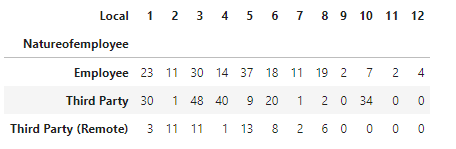 Local 1 2 3 4 5 6 7 8 9 10 11 12
Natureofemployee
Employee 23 11 30 14 37 18 11 19 2 7 2 4
Third Party 30 1 48 40 9 20 1 2 0 34 0 0
Third Party (Remote) 3 11 11 1 13 8 2 6 0 0 0 0